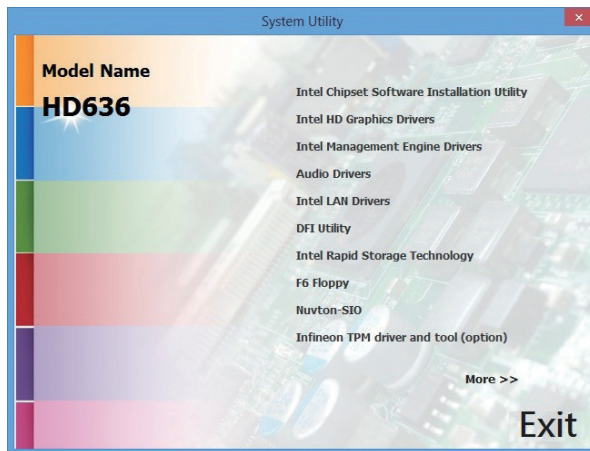 System Utility
Model Name
HD636
Intel Chipset Software Installation Utility
Intel HD Graphics Drivers
Intel Management Engine Drivers
Audio Drivers
Intel LAN Drivers
DFI Utility
Intel Rapid Storage Technology
F6 Floppy
Nuvton-SIO
Infineon TPM driver and tool (option)
More >>
Exit